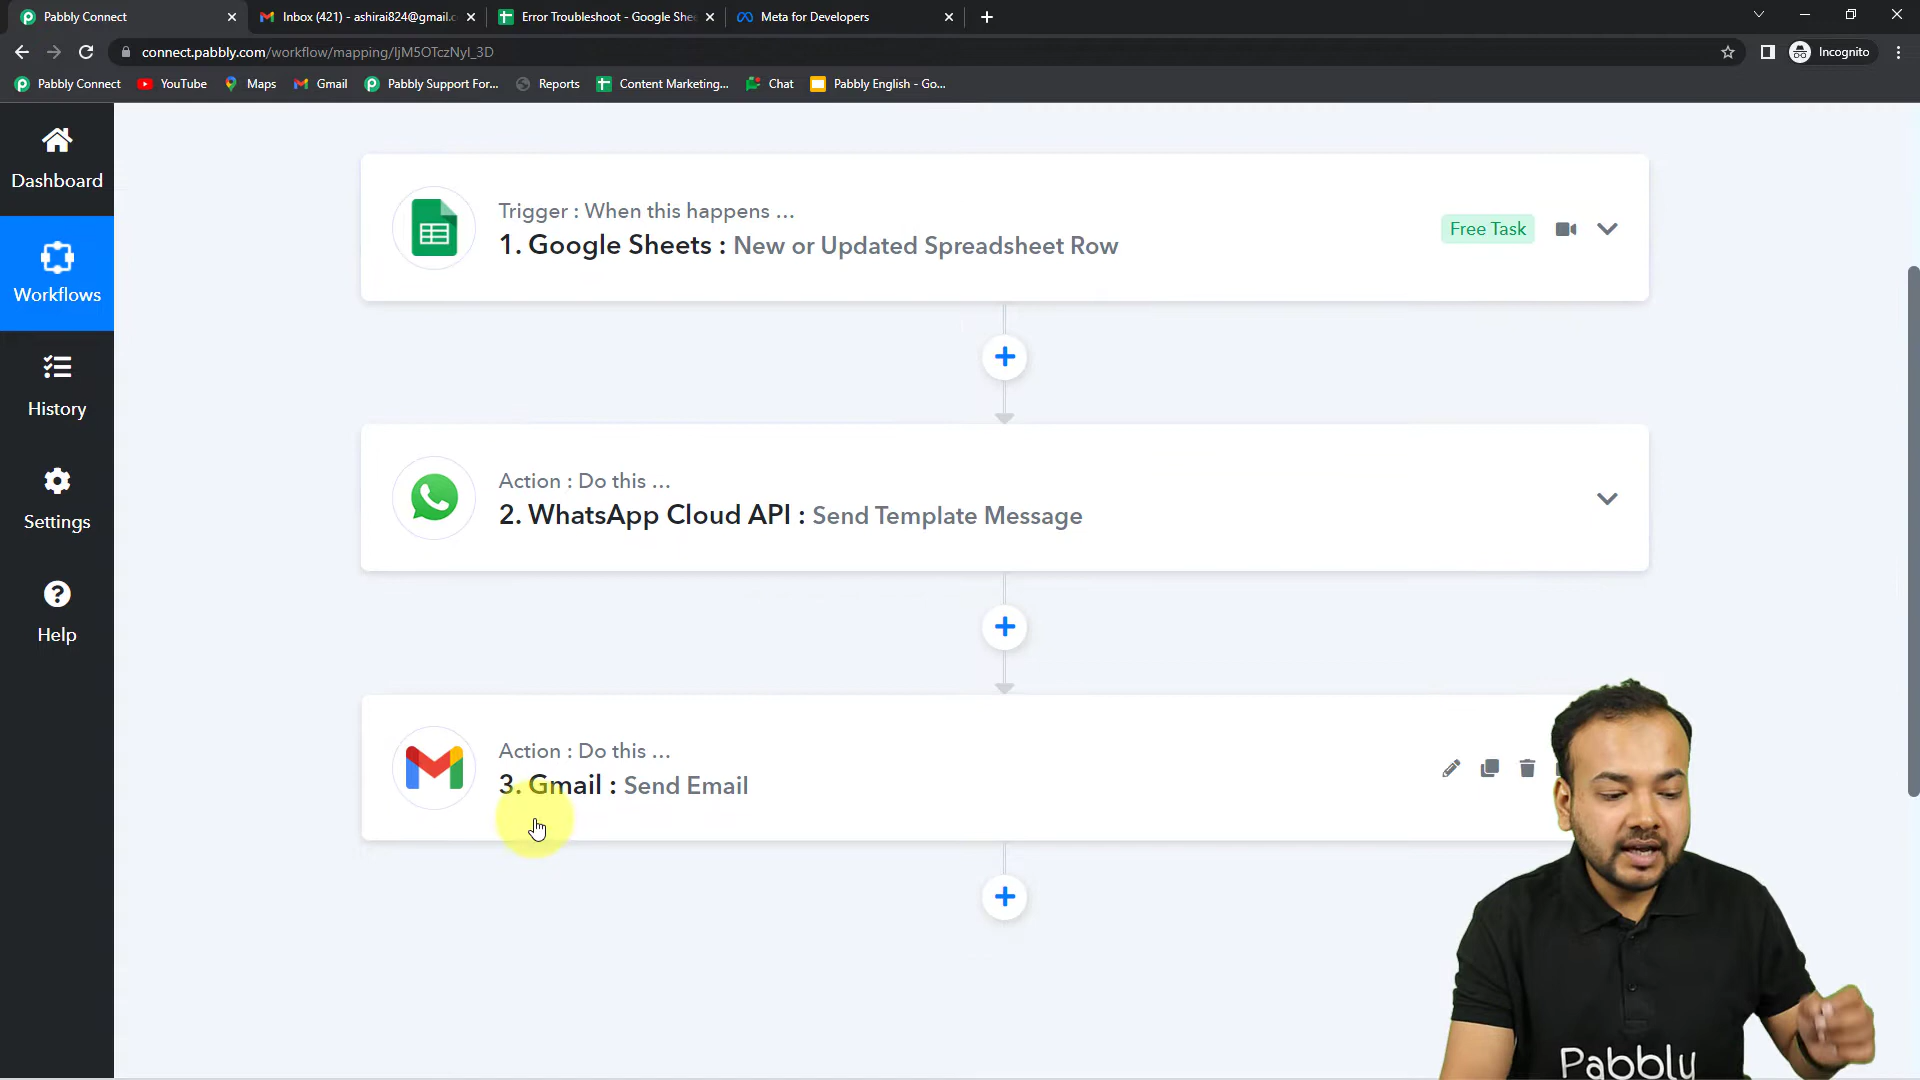 Pabbly Connect
Inbox (421) - ashirai824@gmail.c
Error Troubleshoot - Google She
Meta for Developers
connect.pabbly.com/workflow/mapping/IjM5OTczNyI_3D
Incognito
Pabbly Connect
YouTube
Maps
Gmail
Pabbly Support For...
Reports
Content Marketing...
Chat
Pabbly English - Go...
Dashboard
Workflows
History
Settings
Help
Trigger : When this happens ...
1. Google Sheets : New or Updated Spreadsheet Row
Free Task
Action : Do this ...
2. WhatsApp Cloud API : Send Template Message
Action : Do this ...
3. Gmail : Send Email
Pabbly